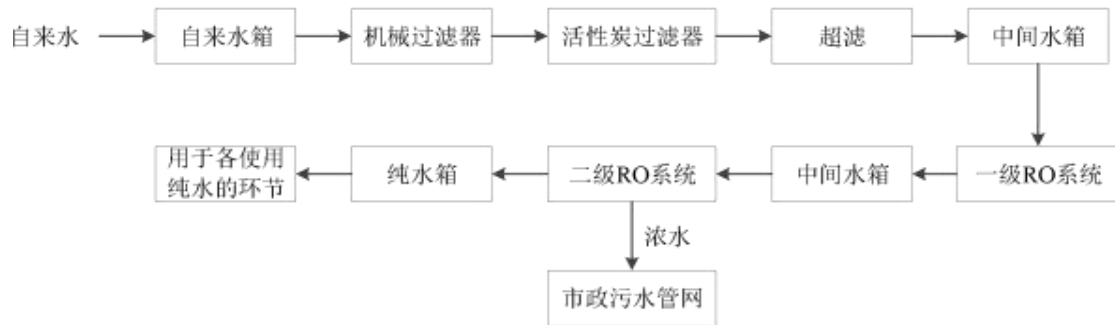 自来水
自来水箱
机械过滤器
活性炭过滤器
超滤
中间水箱
用于各使用
纯水的环节
纯水箱
二级RO系统
中间水箱
一级RO系统
浓水
市政污水管网